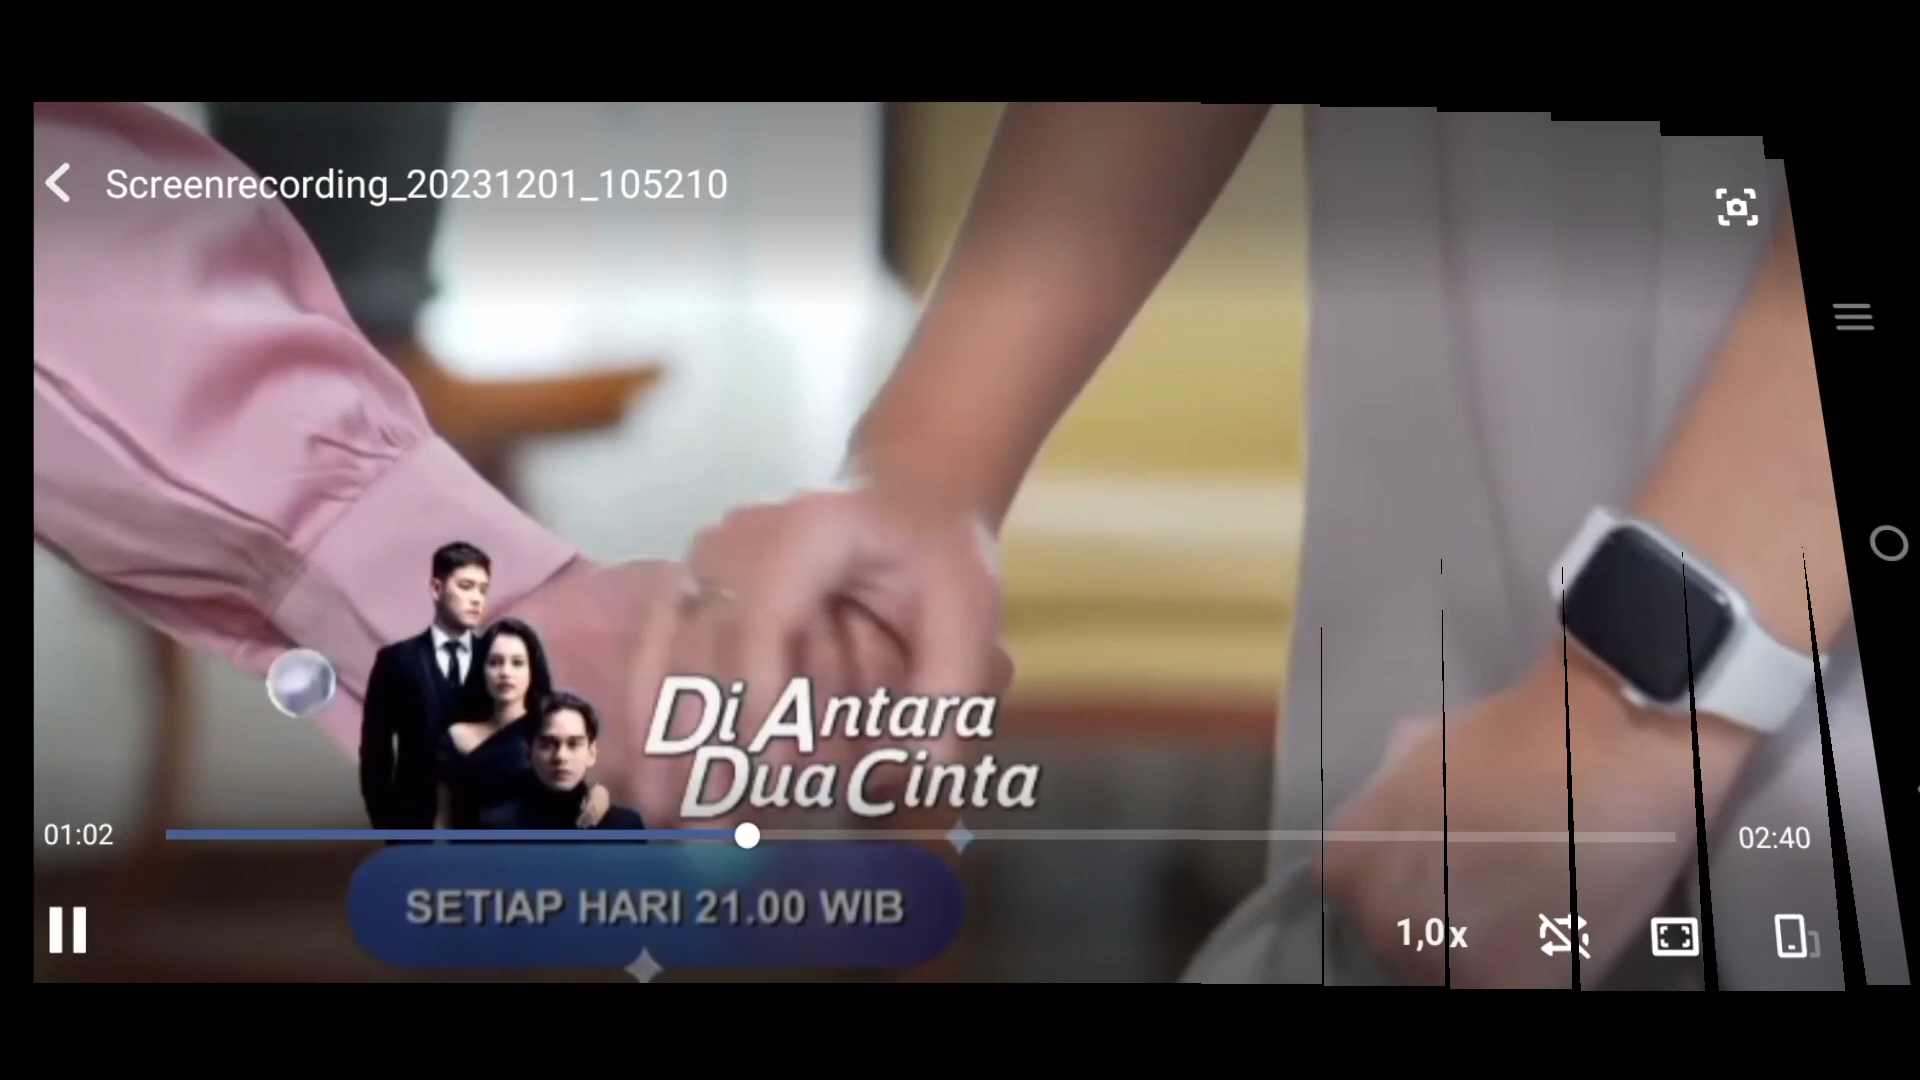 Screenrecording_20231201_105210
Di Antara
Dua Cinta
01:02
02:40
SETIAP HARI 21.00 WIB
1,0x